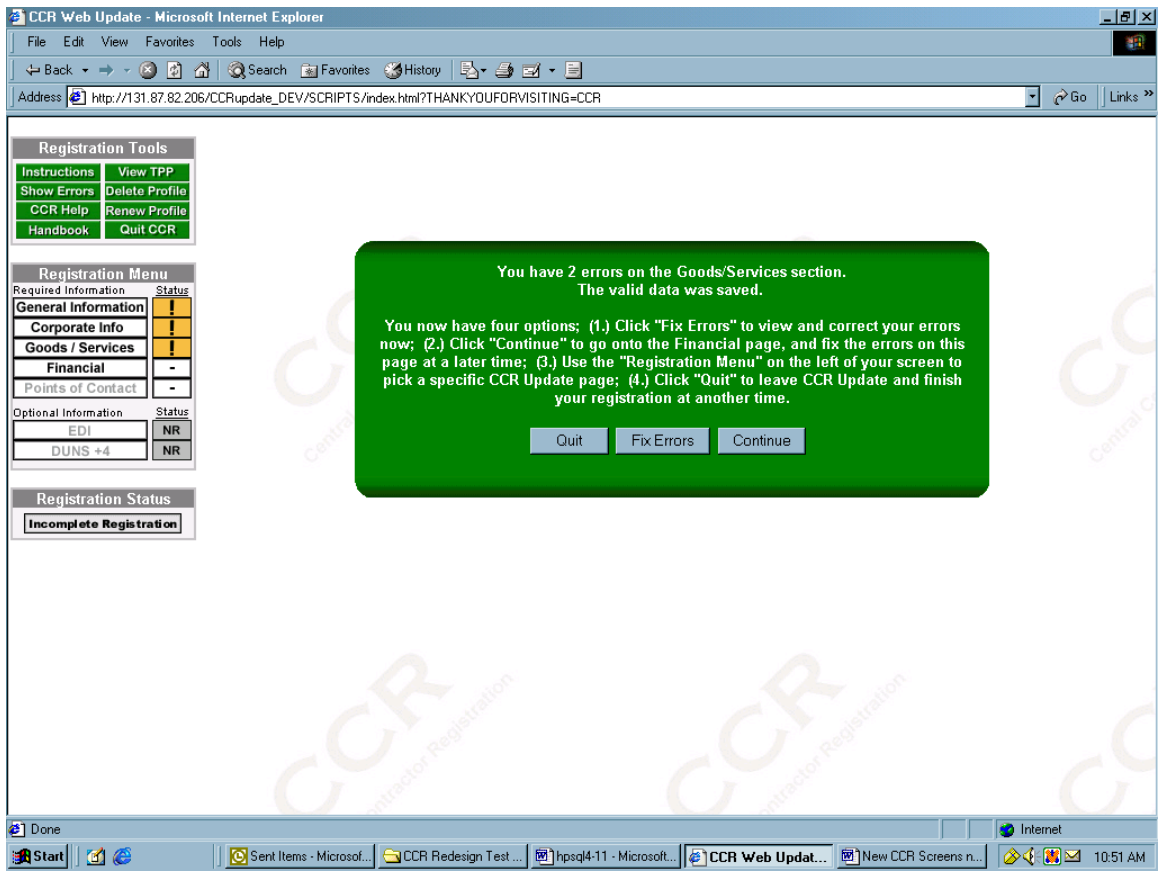 CCR Web Update - Microsoft Internet Explorer
File Edit View Favorites Tools Help
Back Search Favorites History
Address http://131.87.82.206/CCRupdate_DEV/SCRIPTS/index.html?THANKYOUFORVISITING=CCR Go Links »
Registration Tools
Instructions View TPP
Show Errors Delete Profile
CCR Help Renew Profile
Handbook Quit CCR
Registration Menu
Required Information Status
General Information !
Corporate Info !
Goods / Services !
Financial -
Points of Contact -
Optional Information Status
EDI NR
DUNS +4 NR
Registration Status
Incomplete Registration
You have 2 errors on the Goods/Services section.
The valid data was saved.
You now have four options; (1.) Click "Fix Errors" to view and correct your errors
now; (2.) Click "Continue" to go onto the Financial page, and fix the errors on this
page at a later time; (3.) Use the "Registration Menu" on the left of your screen to
pick a specific CCR Update page; (4.) Click "Quit" to leave CCR Update and finish
your registration at another time.
Quit Fix Errors Continue
CCR
Contractor Registration
Done Internet
Start Sent Items - Microsof... CCR Redesign Test ... hpsql4-11 - Microsoft... CCR Web Updat... New CCR Screens n... 10:51 AM